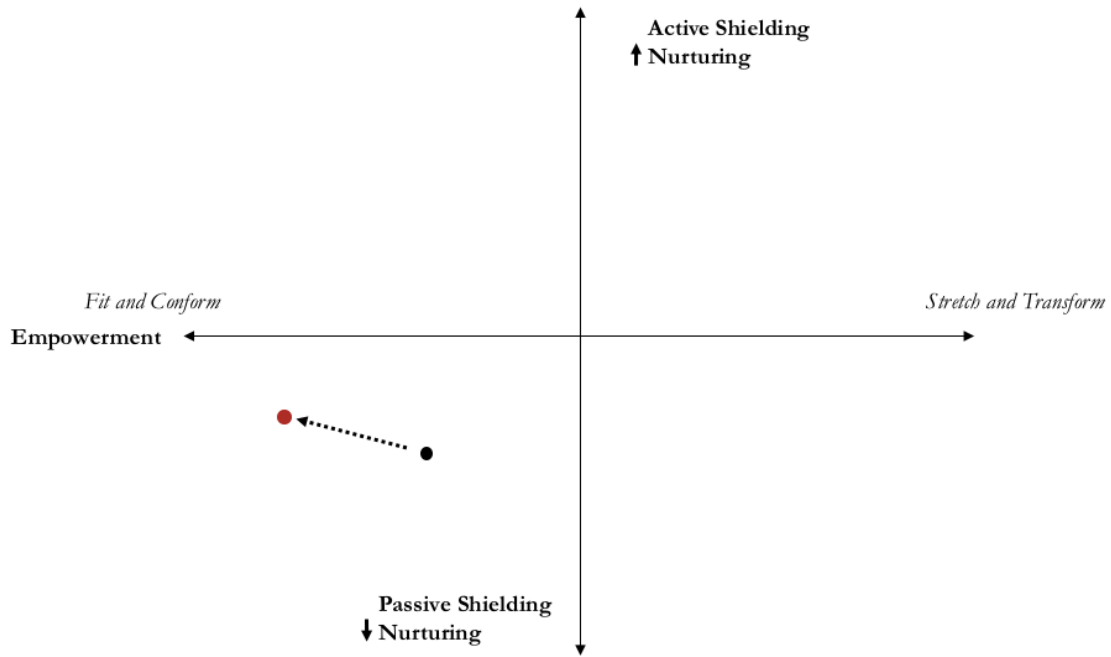 Active Shielding
Nurturing
Fit and Conform
Stretch and Transform
Empowerment
Passive Shielding
Nurturing